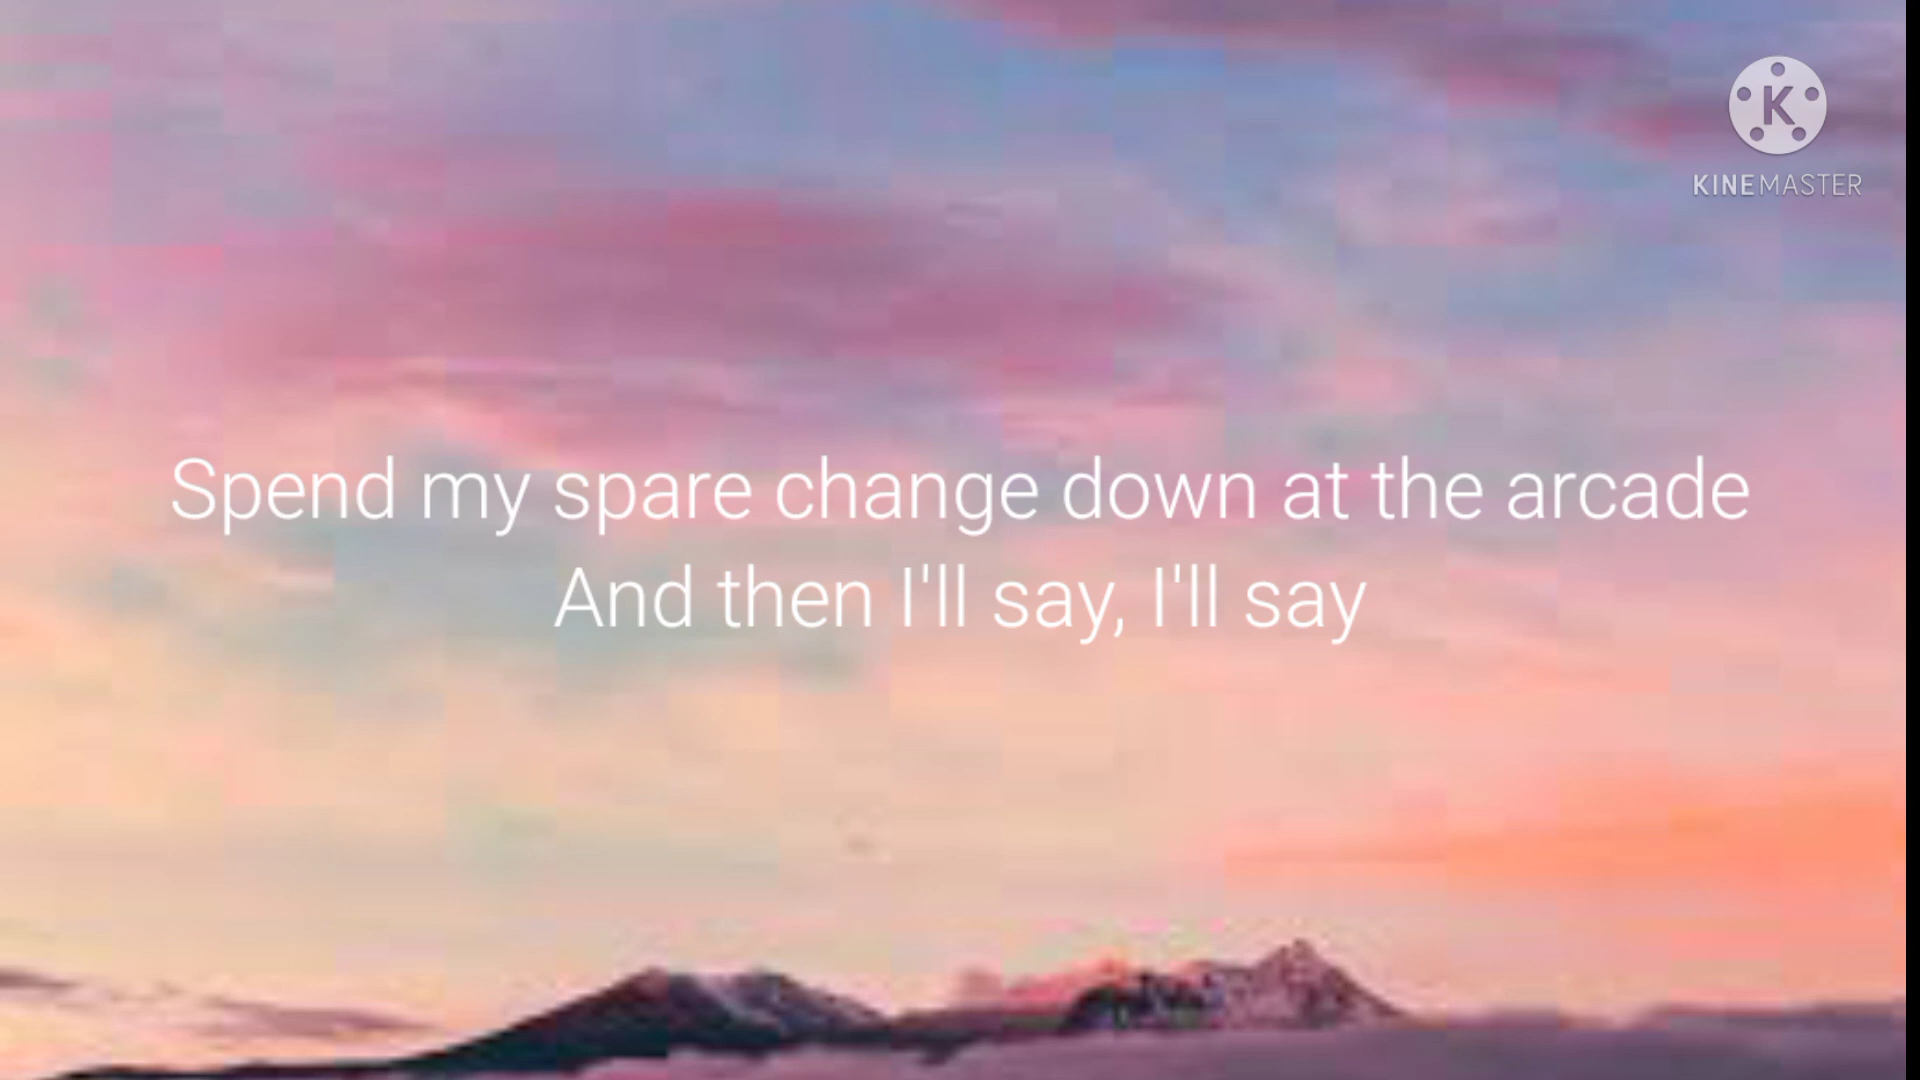 K
KINEMASTER
Spend my spare change down at the arcade
And then I'll say, I'll say